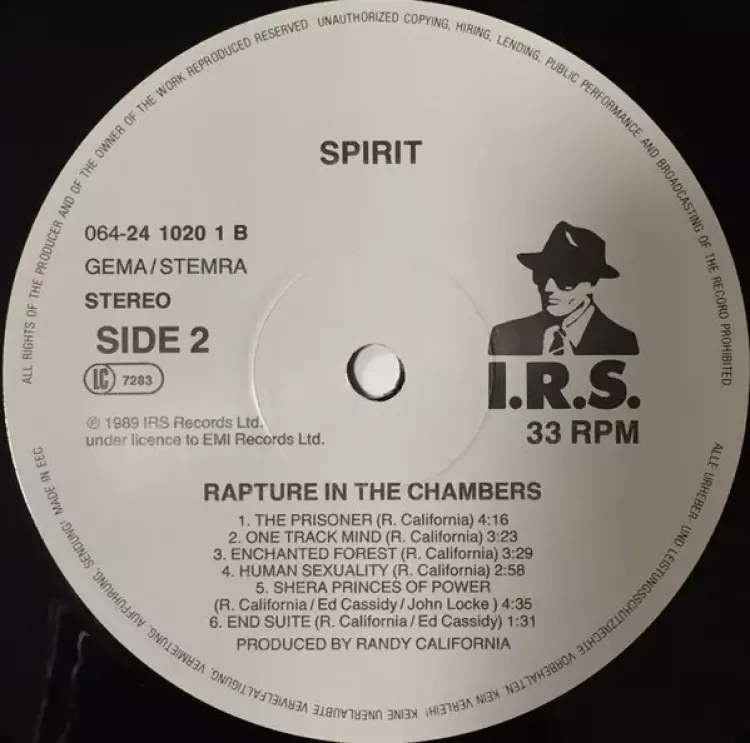 ALL RIGHTS OF THE PRODUCER AND OF THE OWNER OF THE WORK REPRODUCED RESERVED UNAUTHORIZED COPYING, HIRING, LENDING, PUBLIC PERFORMANCE AND BROADCASTING OF THE RECORD PROHIBITED.
SPIRIT
064-24 1020 1 B
GEMA/STEMRA
STEREO
SIDE 2
LC 7283
I.R.S.
33 RPM
℗ 1989 IRS Records Ltd.
under licence to EMI Records Ltd.
RAPTURE IN THE CHAMBERS
1. THE PRISONER (R. California) 4:16
2. ONE TRACK MIND (R. California) 3:23
3. ENCHANTED FOREST (R. California) 3:29
4. HUMAN SEXUALITY (R. California) 2:58
5. SHERA PRINCES OF POWER
(R. California / Ed Cassidy / John Locke ) 4:35
6. END SUITE (R. California / Ed Cassidy) 1:31
PRODUCED BY RANDY CALIFORNIA
ALLE URHEBER- UND LEISTUNGSSCHUTZRECHTE VORBEHALTEN. KEIN VERLEIH! KEINE UNERLAUBTE VERVIELFÄLTIGUNG, VERMIETUNG, AUFFÜHRUNG, SENDUNG! MADE IN EEC